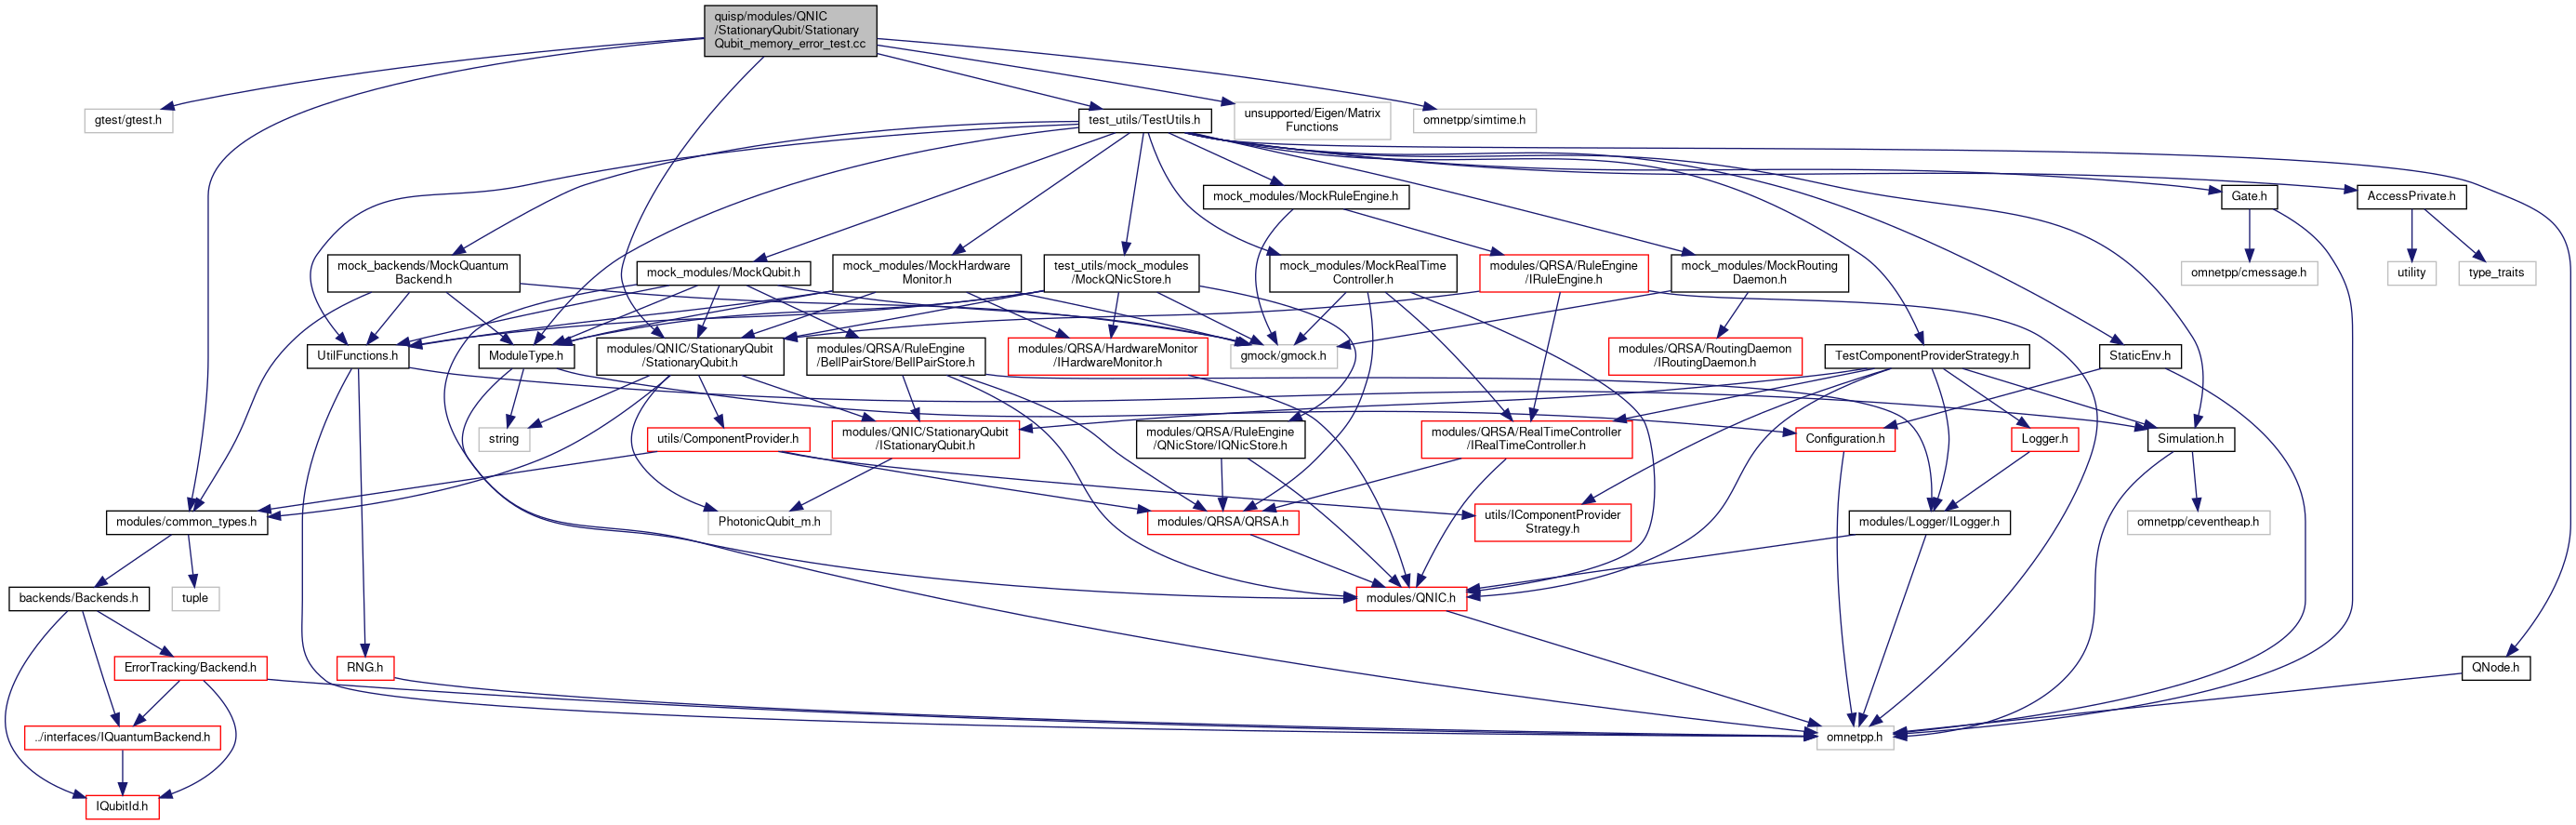 quisp/modules/QNIC
/StationaryQubit/Stationary
Qubit_memory_error_test.cc
gtest/gtest.h
test_utils/TestUtils.h
unsupported/Eigen/Matrix
Functions
omnetpp/simtime.h
mock_modules/MockRuleEngine.h
Gate.h
AccessPrivate.h
mock_backends/MockQuantum
Backend.h
mock_modules/MockQubit.h
mock_modules/MockHardware
Monitor.h
test_utils/mock_modules
/MockQNicStore.h
mock_modules/MockRealTime
Controller.h
modules/QRSA/RuleEngine
/IRuleEngine.h
mock_modules/MockRouting
Daemon.h
omnetpp/cmessage.h
utility
type_traits
UtilFunctions.h
ModuleType.h
modules/QNIC/StationaryQubit
/StationaryQubit.h
modules/QRSA/RuleEngine
/BellPairStore/BellPairStore.h
modules/QRSA/HardwareMonitor
/IHardwareMonitor.h
gmock/gmock.h
modules/QRSA/RoutingDaemon
/IRoutingDaemon.h
TestComponentProviderStrategy.h
StaticEnv.h
string
utils/ComponentProvider.h
modules/QNIC/StationaryQubit
/IStationaryQubit.h
modules/QRSA/RuleEngine
/QNicStore/IQNicStore.h
modules/QRSA/RealTimeController
/IRealTimeController.h
Configuration.h
Logger.h
Simulation.h
modules/common_types.h
PhotonicQubit_m.h
modules/QRSA/QRSA.h
utils/IComponentProvider
Strategy.h
modules/Logger/ILogger.h
omnetpp/ceventheap.h
backends/Backends.h
tuple
modules/QNIC.h
ErrorTracking/Backend.h
RNG.h
QNode.h
../interfaces/IQuantumBackend.h
omnetpp.h
IQubitId.h